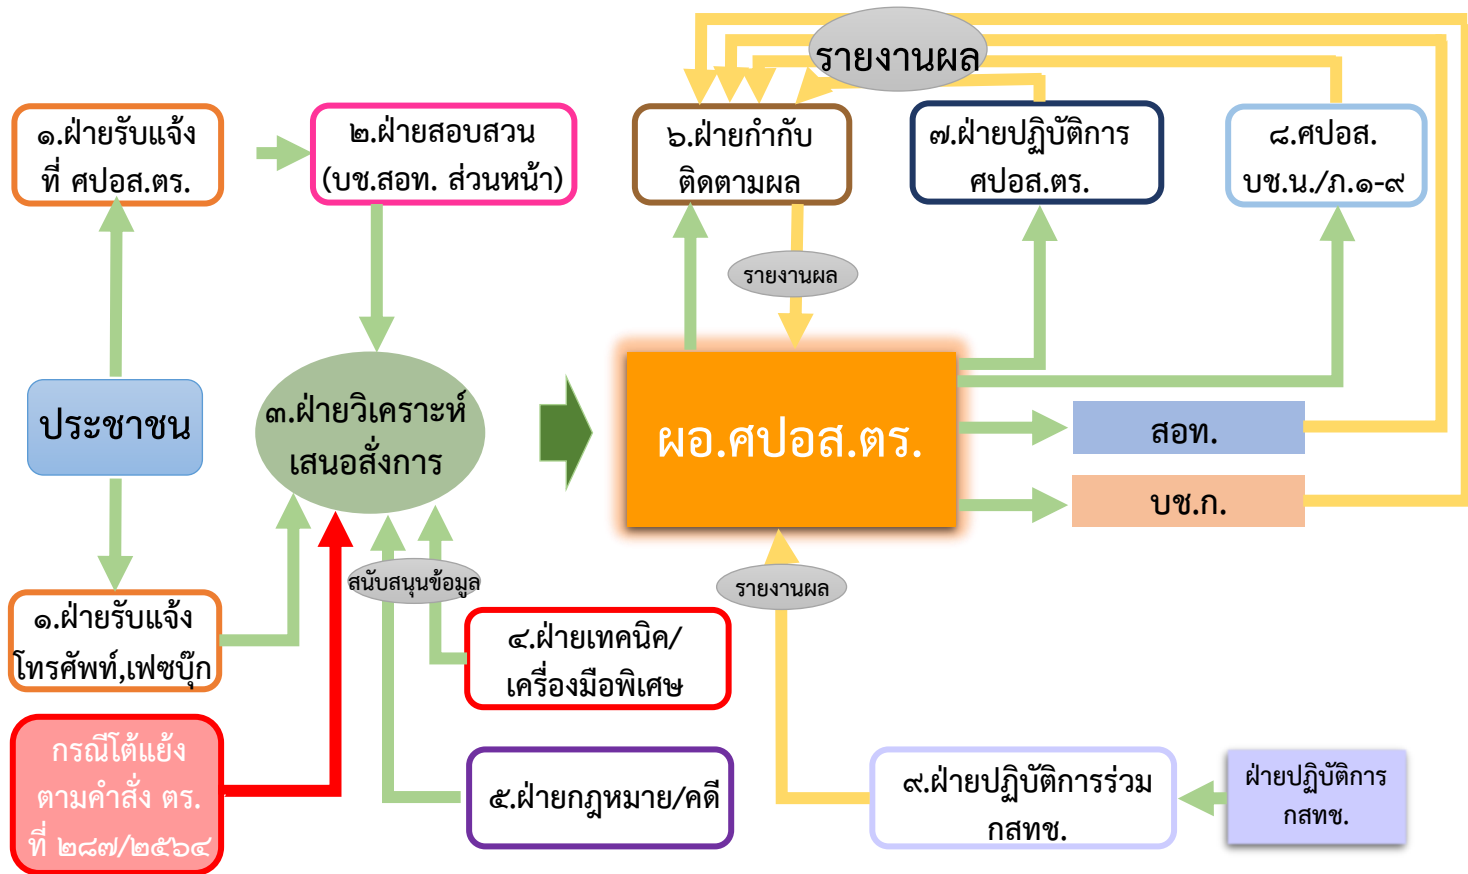 รายงานผล
๑.ฝ่ายรับแจ้ง
ที่ ศปอส.ตร.
๒.ฝ่ายสอบสวน
(บช.สอท. ส่วนหน้า)
๖.ฝ่ายกำกับ
ติดตามผล
๗.ฝ่ายปฏิบัติการ
ศปอส.ตร.
๘.ศปอส.
บช.น./ภ.๑-๙
รายงานผล
ประชาชน
๓.ฝ่ายวิเคราะห์
เสนอสั่งการ
ผอ.ศปอส.ตร.
สอท.
บช.ก.
สนับสนุนข้อมูล
รายงานผล
๑.ฝ่ายรับแจ้ง
โทรศัพท์,เฟซบุ๊ก
๔.ฝ่ายเทคนิค/
เครื่องมือพิเศษ
กรณีโต้แย้ง
ตามคำสั่ง ตร.
ที่ ๒๘๗/๒๕๖๔
๕.ฝ่ายกฎหมาย/คดี
๙.ฝ่ายปฏิบัติการร่วม
กสทช.
ฝ่ายปฏิบัติการ
กสทช.